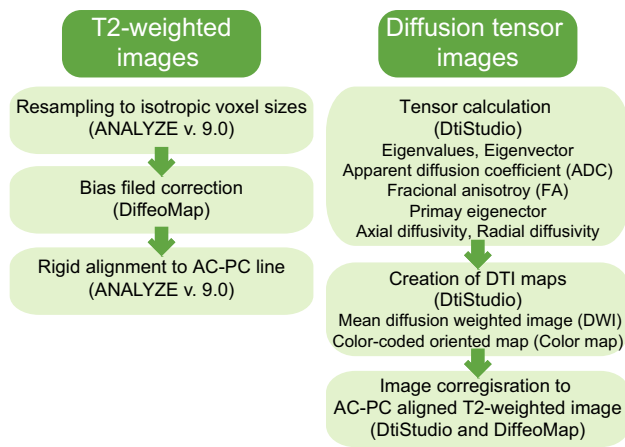 T2-weighted
images
Resampling to isotropic voxel sizes
(ANALYZE v. 9.0)
Bias filed correction
(DiffeoMap)
Rigid alignment to AC-PC line
(ANALYZE v. 9.0)
Diffusion tensor
images
Tensor calculation
(DtiStudio)
Eigenvalues, Eigenvector
Apparent diffusion coefficient (ADC)
Fracional anisotroy (FA)
Primay eigenector
Axial diffusivity, Radial diffusivity
Creation of DTI maps
(DtiStudio)
Mean diffusion weighted image (DWI)
Color-coded oriented map (Color map)
Image corregisration to
AC-PC aligned T2-weighted image
(DtiStudio and DiffeoMap)